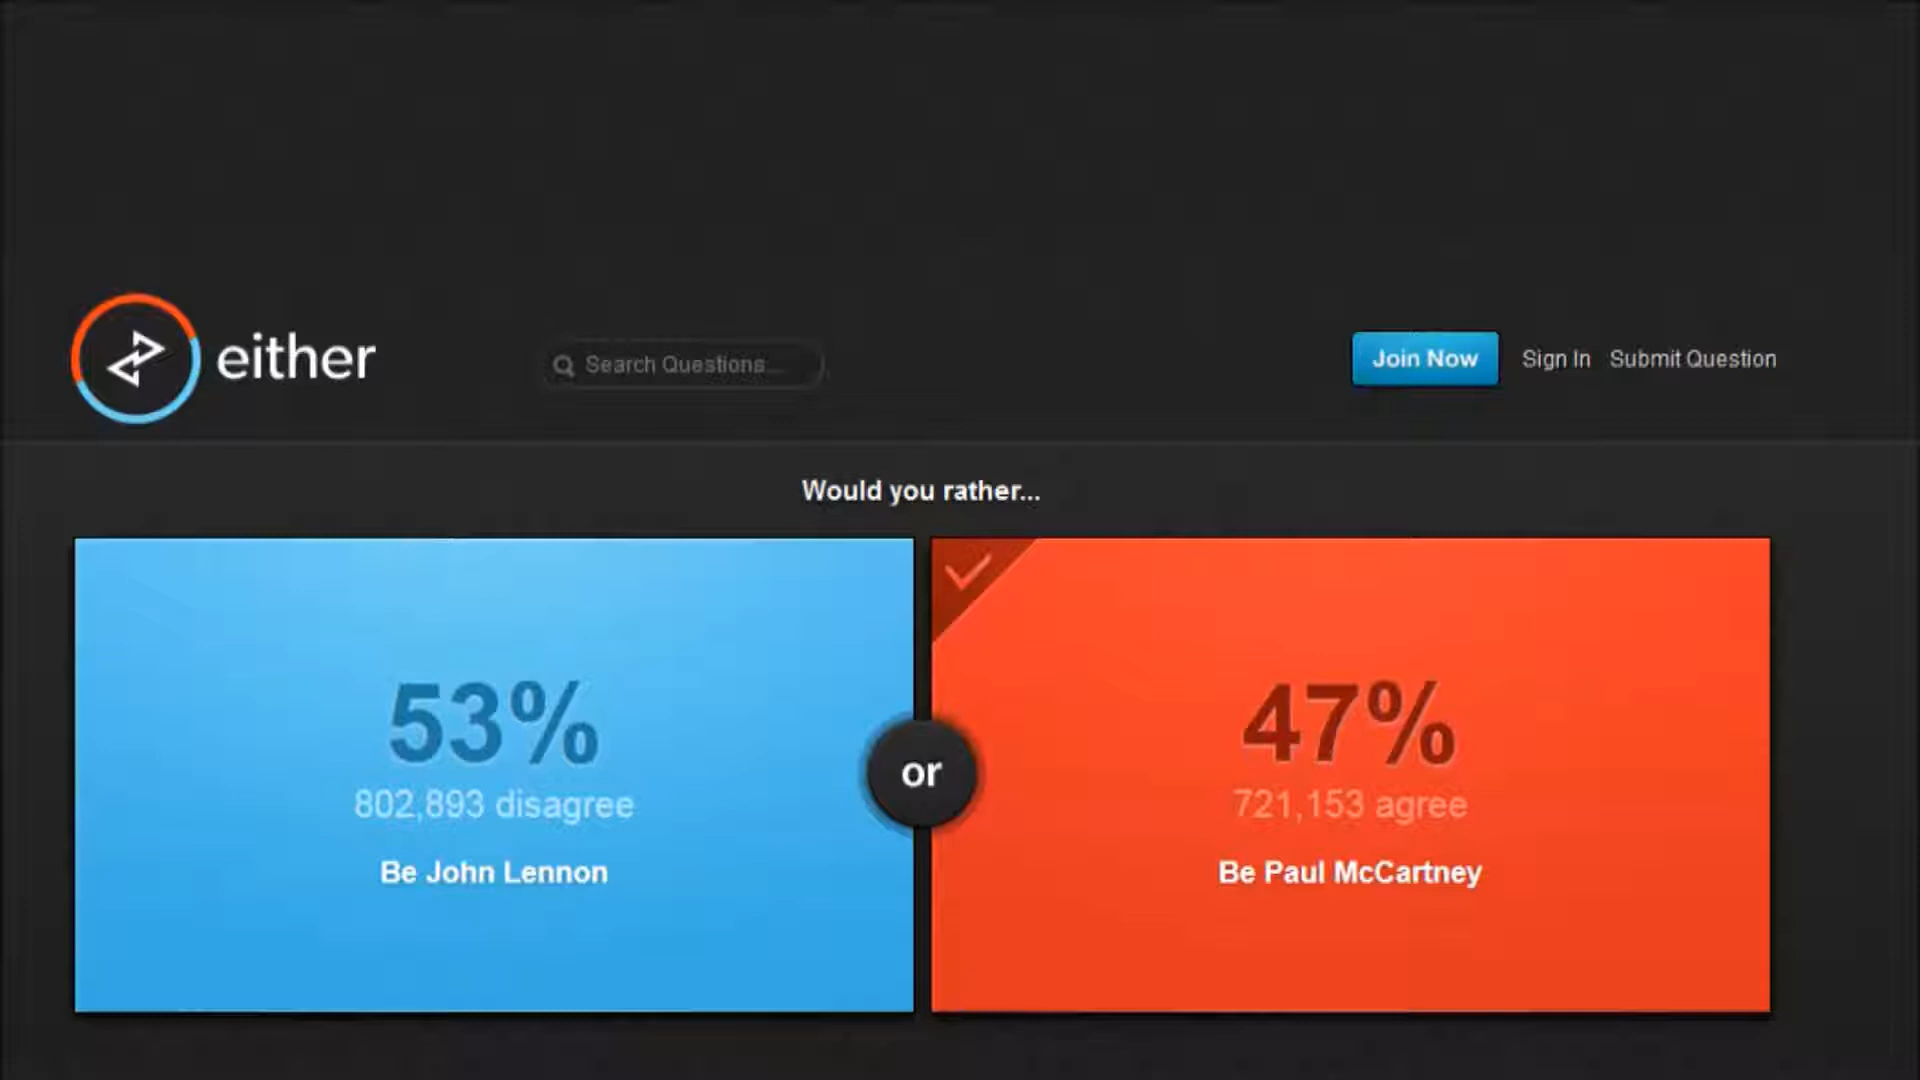 either
Search Questions...
Join Now
Sign In
Submit Question
Would you rather...
53%
802,893 disagree
Be John Lennon
or
47%
721,153 agree
Be Paul McCartney